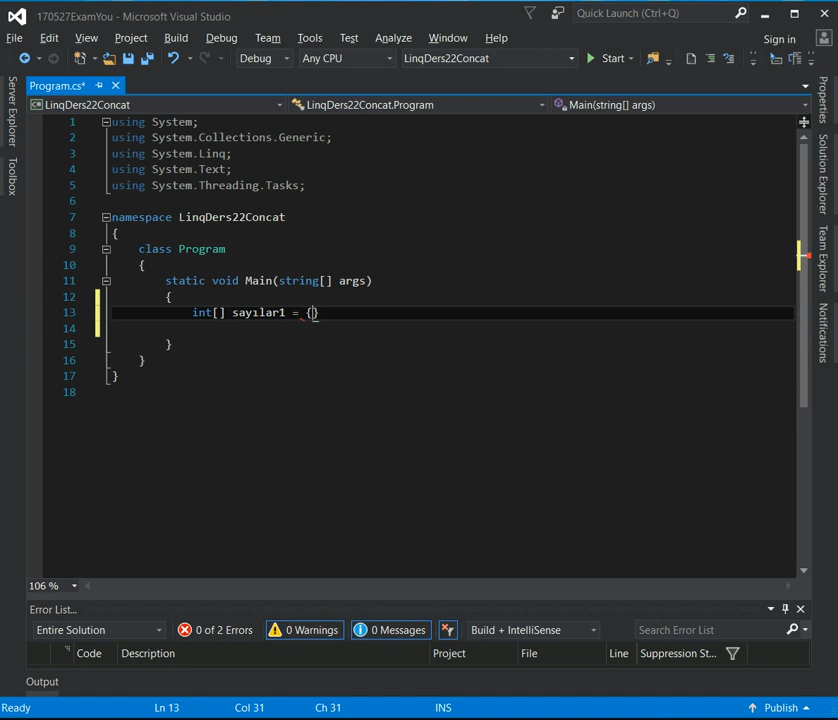 170527ExamYou - Microsoft Visual Studio
Quick Launch (Ctrl+Q)
File Edit View Project Build Debug Team Tools Test Analyze Window Help
Sign in
Debug Any CPU LinqDers22Concat Start
Server Explorer
Toolbox
Program.cs*
LinqDers22Concat LinqDers22Concat.Program Main(string[] args)
1 using System;
2 using System.Collections.Generic;
3 using System.Linq;
4 using System.Text;
5 using System.Threading.Tasks;
6
7 namespace LinqDers22Concat
8 {
9 class Program
10 {
11 static void Main(string[] args)
12 {
13 int[] sayılar1 = {}
14
15 }
16 }
17 }
18
Properties
Solution Explorer
Team Explorer
Notifications
106 %
Error List...
Entire Solution 0 of 2 Errors 0 Warnings 0 Messages Build + IntelliSense Search Error List
Code Description Project File Line Suppression St...
Output
Ready Ln 13 Col 31 Ch 31 INS Publish